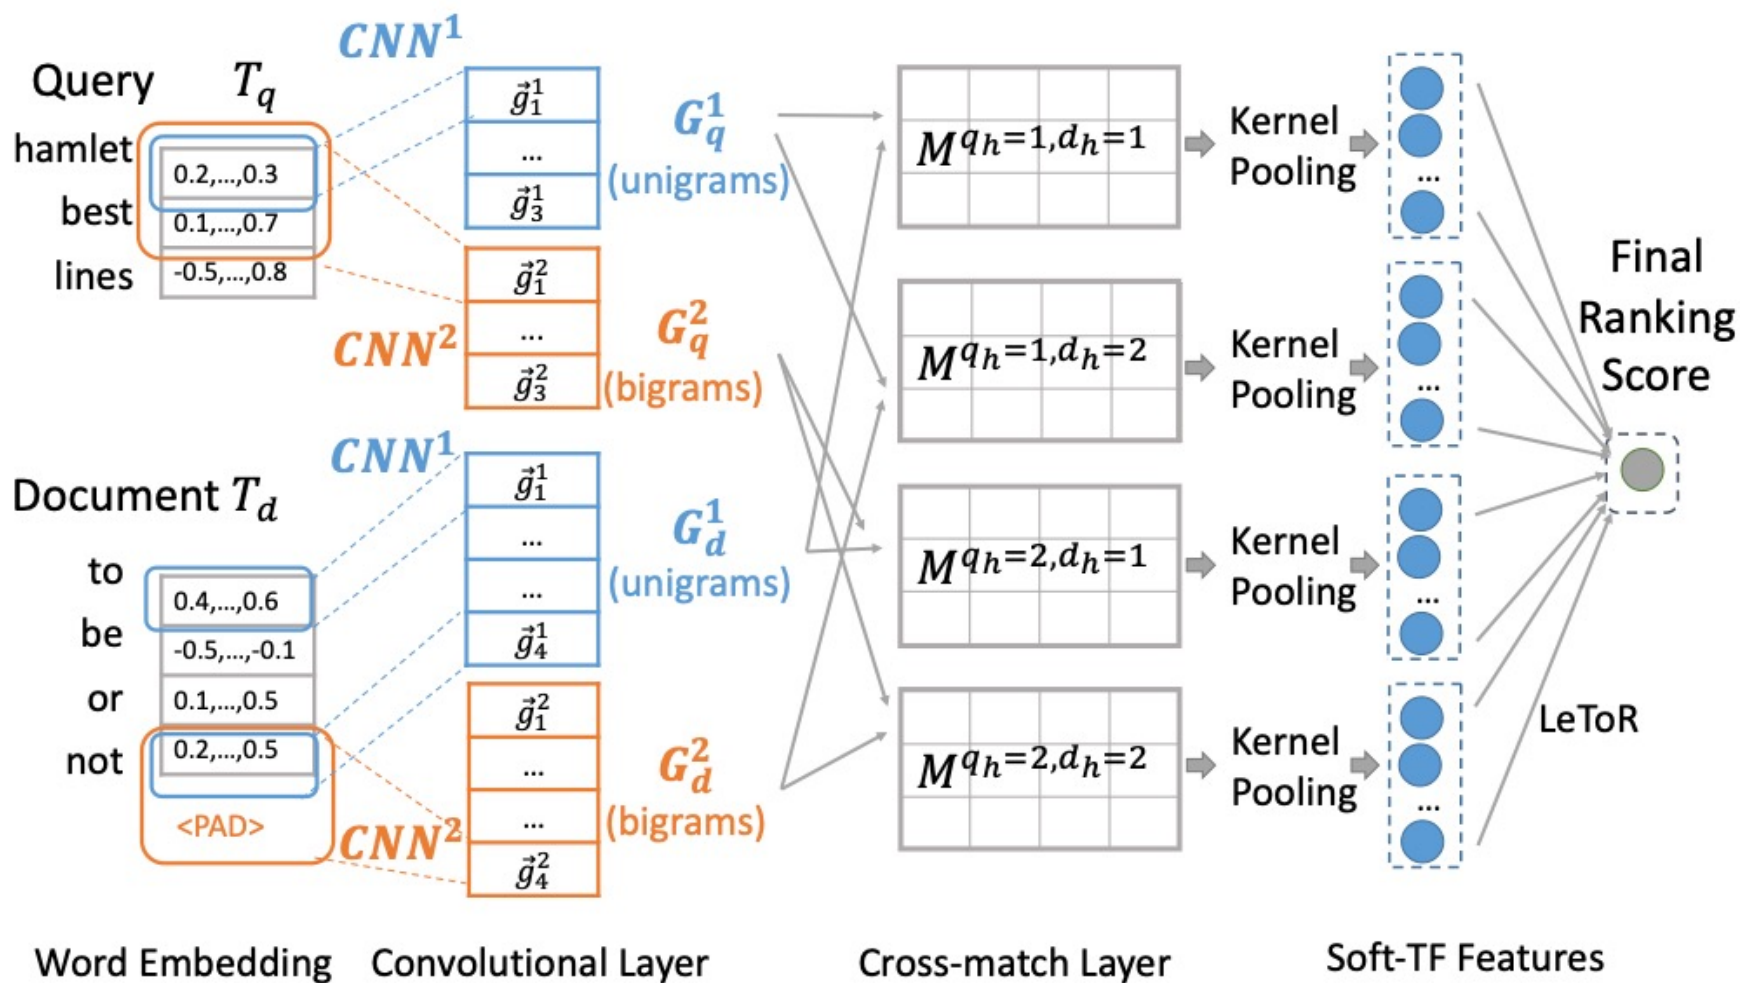 CNN¹
Query T_q
hamlet
0.2,...,0.3
best
0.1,...,0.7
lines
-0.5,...,0.8
g⃗₁¹
...
g⃗₃¹
G_q¹
(unigrams)
g⃗₁²
...
g⃗₃²
CNN²
G_q²
(bigrams)
CNN¹
Document T_d
to
0.4,...,0.6
be
-0.5,...,-0.1
or
0.1,...,0.5
not
0.2,...,0.5
<PAD>
g⃗₁¹
...
...
g⃗₄¹
G_d¹
(unigrams)
CNN²
g⃗₁²
...
...
g⃗₄²
G_d²
(bigrams)
M^{q_h=1,d_h=1}
Kernel
Pooling
...
M^{q_h=1,d_h=2}
Kernel
Pooling
...
M^{q_h=2,d_h=1}
Kernel
Pooling
...
M^{q_h=2,d_h=2}
Kernel
Pooling
...
Final
Ranking
Score
LeToR
Word Embedding
Convolutional Layer
Cross-match Layer
Soft-TF Features